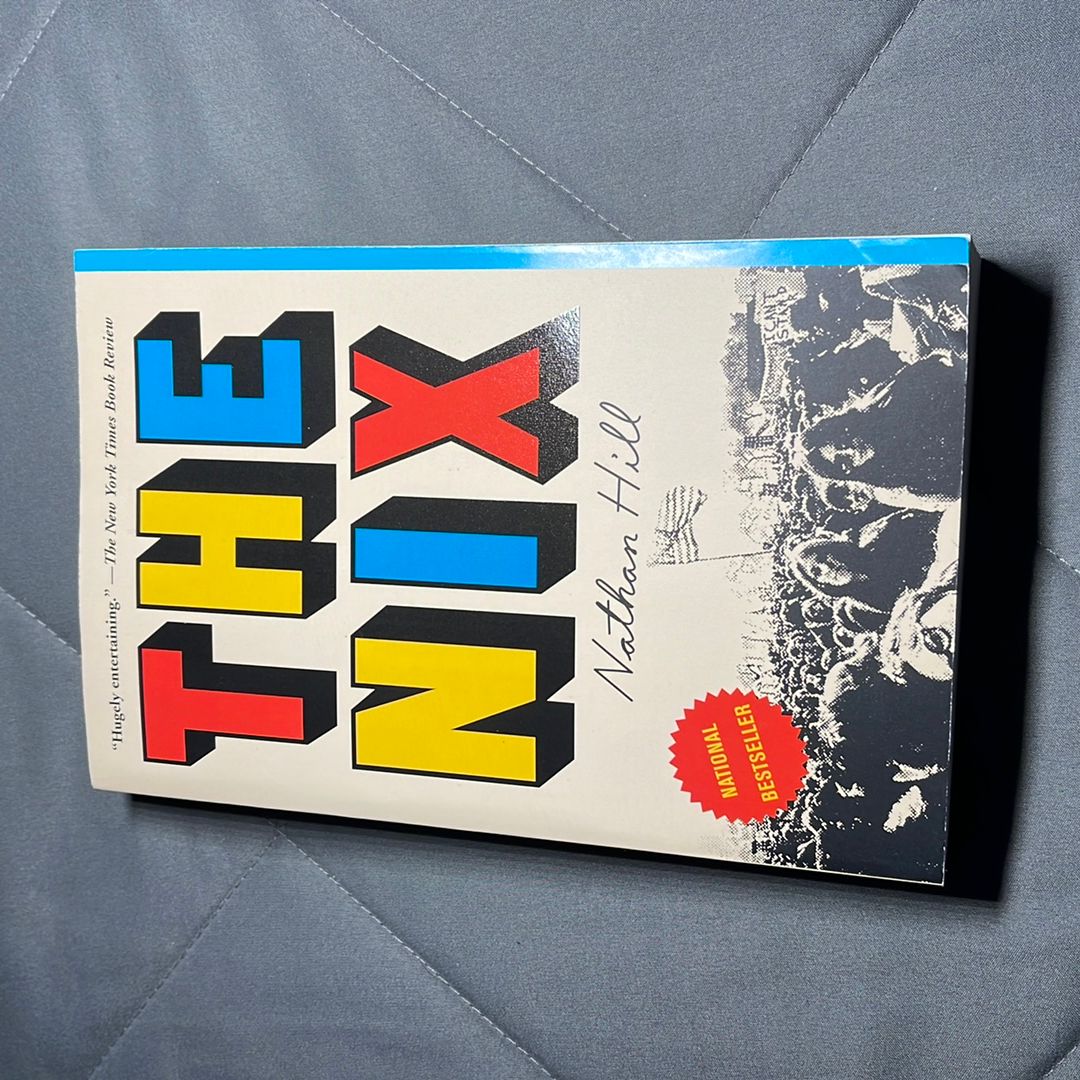 “Hugely entertaining.” —The New York Times Book Review
THE
NIX
Nathan Hill
NATIONAL
BESTSELLER